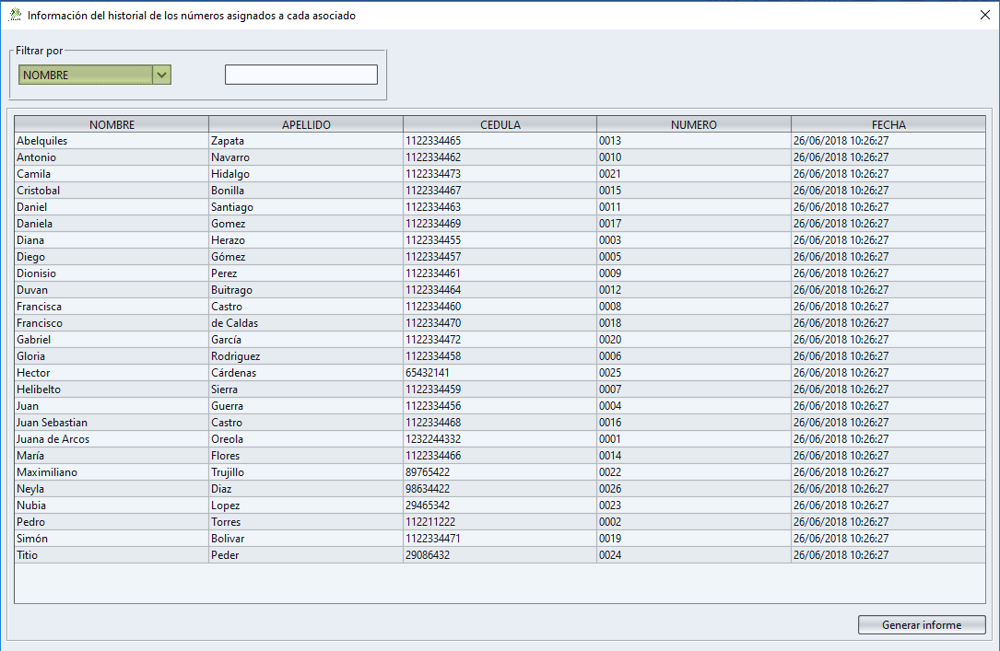 Información del historial de los números asignados a cada asociado
Filtrar por
NOMBRE
NOMBRE APELLIDO CEDULA NUMERO FECHA
Abelquiles Zapata 1122334465 0013 26/06/2018 10:26:27
Antonio Navarro 1122334462 0010 26/06/2018 10:26:27
Camila Hidalgo 1122334473 0021 26/06/2018 10:26:27
Cristobal Bonilla 1122334467 0015 26/06/2018 10:26:27
Daniel Santiago 1122334463 0011 26/06/2018 10:26:27
Daniela Gomez 1122334469 0017 26/06/2018 10:26:27
Diana Herazo 1122334455 0003 26/06/2018 10:26:27
Diego Gómez 1122334457 0005 26/06/2018 10:26:27
Dionisio Perez 1122334461 0009 26/06/2018 10:26:27
Duvan Buitrago 1122334464 0012 26/06/2018 10:26:27
Francisca Castro 1122334460 0008 26/06/2018 10:26:27
Francisco de Caldas 1122334470 0018 26/06/2018 10:26:27
Gabriel García 1122334472 0020 26/06/2018 10:26:27
Gloria Rodriguez 1122334458 0006 26/06/2018 10:26:27
Hector Cárdenas 65432141 0025 26/06/2018 10:26:27
Helibelto Sierra 1122334459 0007 26/06/2018 10:26:27
Juan Guerra 1122334456 0004 26/06/2018 10:26:27
Juan Sebastian Castro 1122334468 0016 26/06/2018 10:26:27
Juana de Arcos Oreola 1232244332 0001 26/06/2018 10:26:27
María Flores 1122334466 0014 26/06/2018 10:26:27
Maximiliano Trujillo 89765422 0022 26/06/2018 10:26:27
Neyla Diaz 98634422 0026 26/06/2018 10:26:27
Nubia Lopez 29465342 0023 26/06/2018 10:26:27
Pedro Torres 112211222 0002 26/06/2018 10:26:27
Simón Bolivar 1122334471 0019 26/06/2018 10:26:27
Titio Peder 29086432 0024 26/06/2018 10:26:27
Generar informe